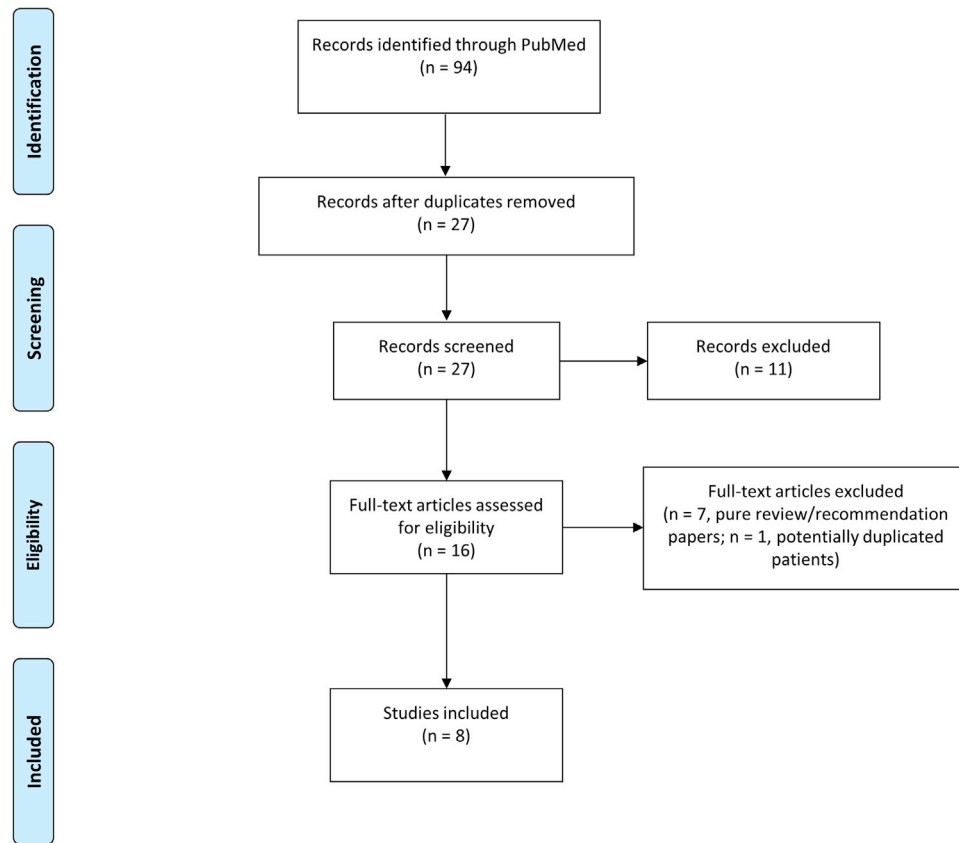 Identification
Records identified through PubMed
(n = 94)
Records after duplicates removed
(n = 27)
Screening
Records screened
(n = 27)
Records excluded
(n = 11)
Eligibility
Full-text articles assessed
for eligibility
(n = 16)
Full-text articles excluded
(n = 7, pure review/recommendation
papers; n = 1, potentially duplicated
patients)
Included
Studies included
(n = 8)